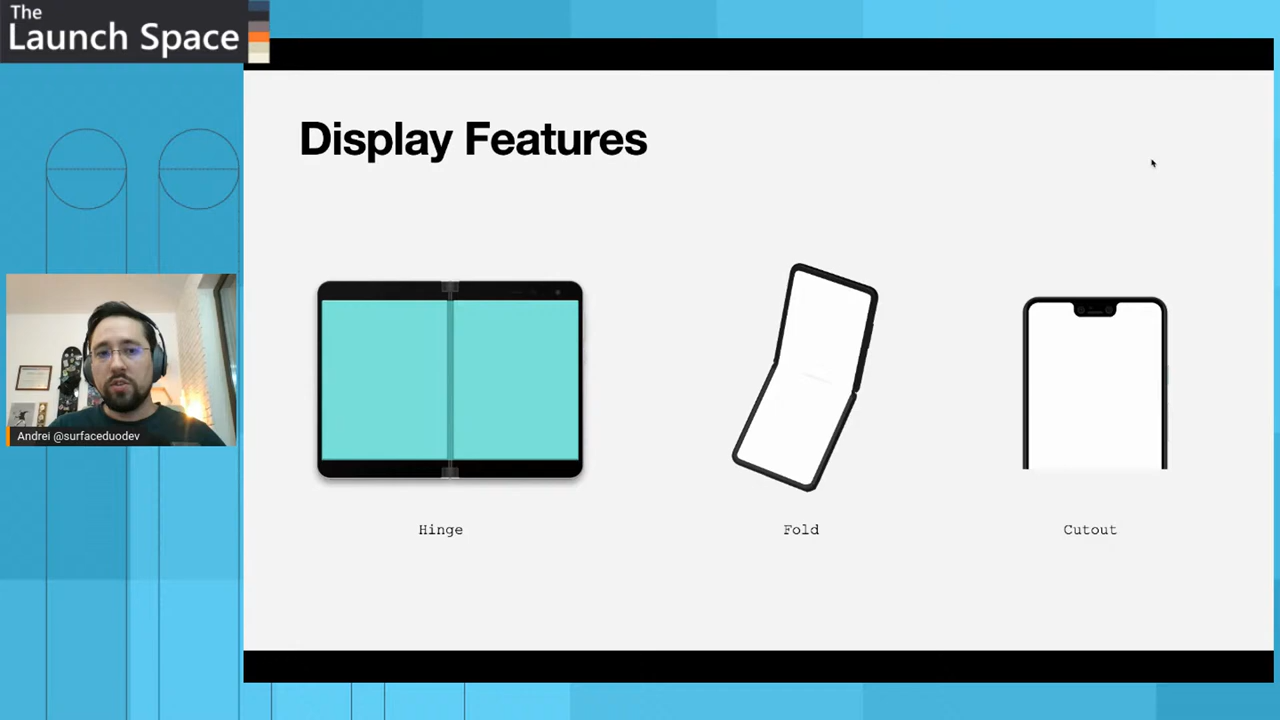 The
Launch Space
Display Features
Andrei @surfaceduodev
Hinge
Fold
Cutout